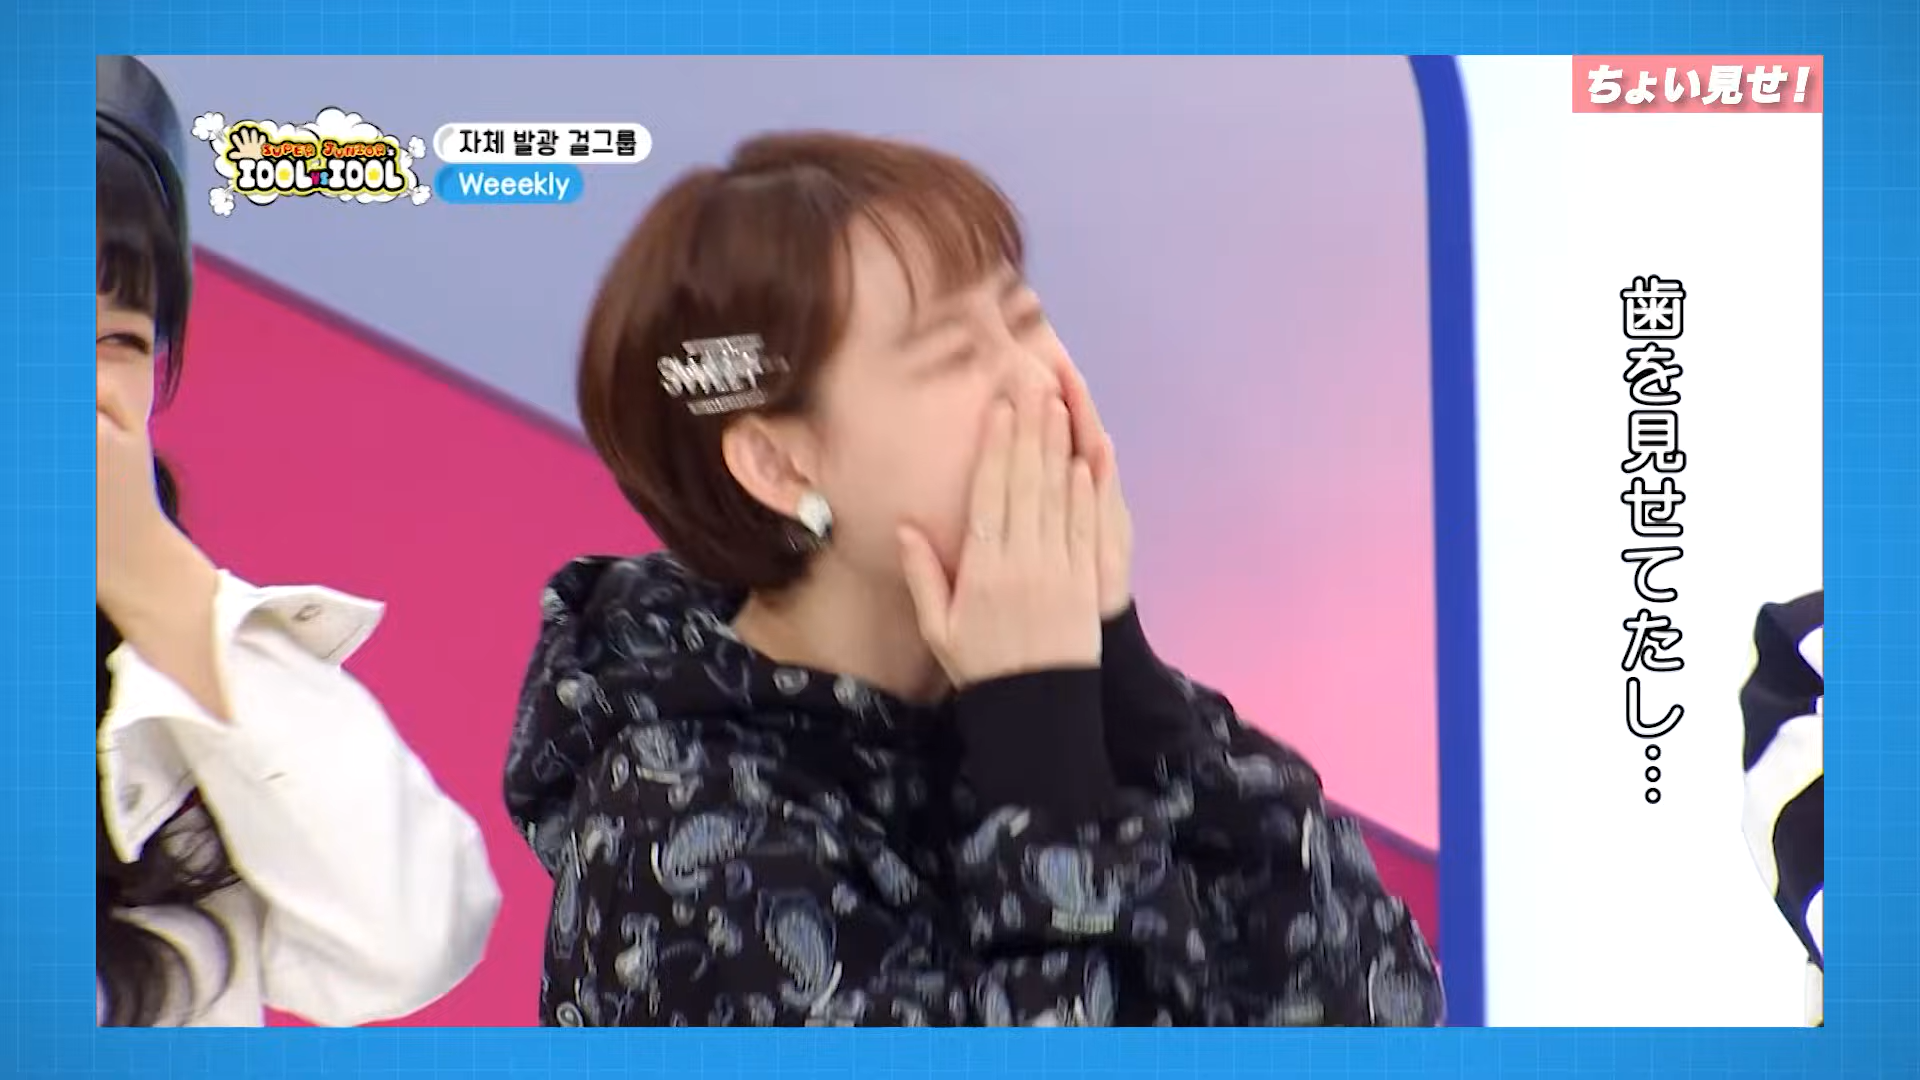 ちょい見せ！
SUPER JUNIOR's
IDOL vs IDOL
자체 발광 걸그룹
Weeekly
歯を見せてたし…